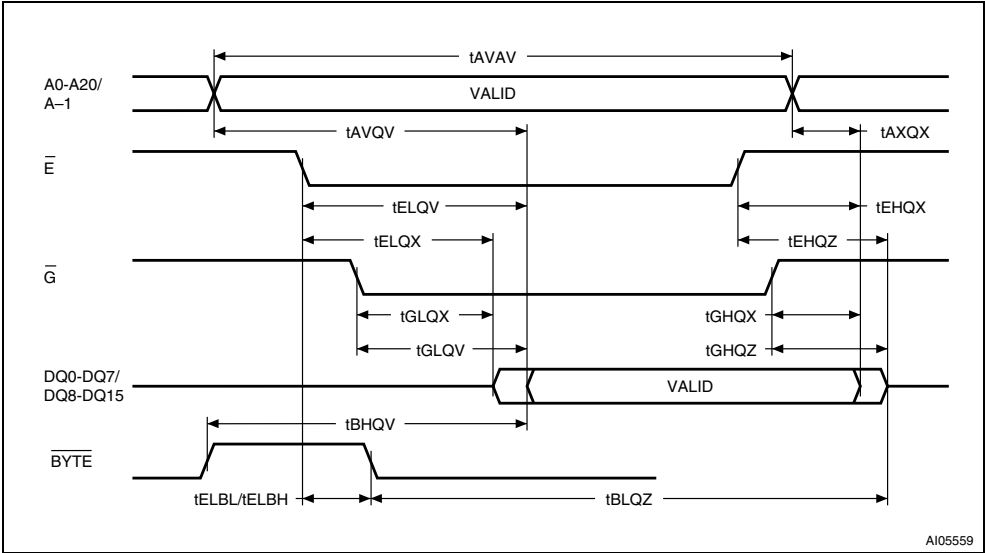 tAVAV
A0-A20/
A–1
VALID
tAVQV
tAXQX
E
tELQV
tEHQX
tELQX
tEHQZ
G
tGLQX
tGHQX
tGLQV
tGHQZ
DQ0-DQ7/
DQ8-DQ15
VALID
tBHQV
BYTE
tELBL/tELBH
tBLQZ
AI05559